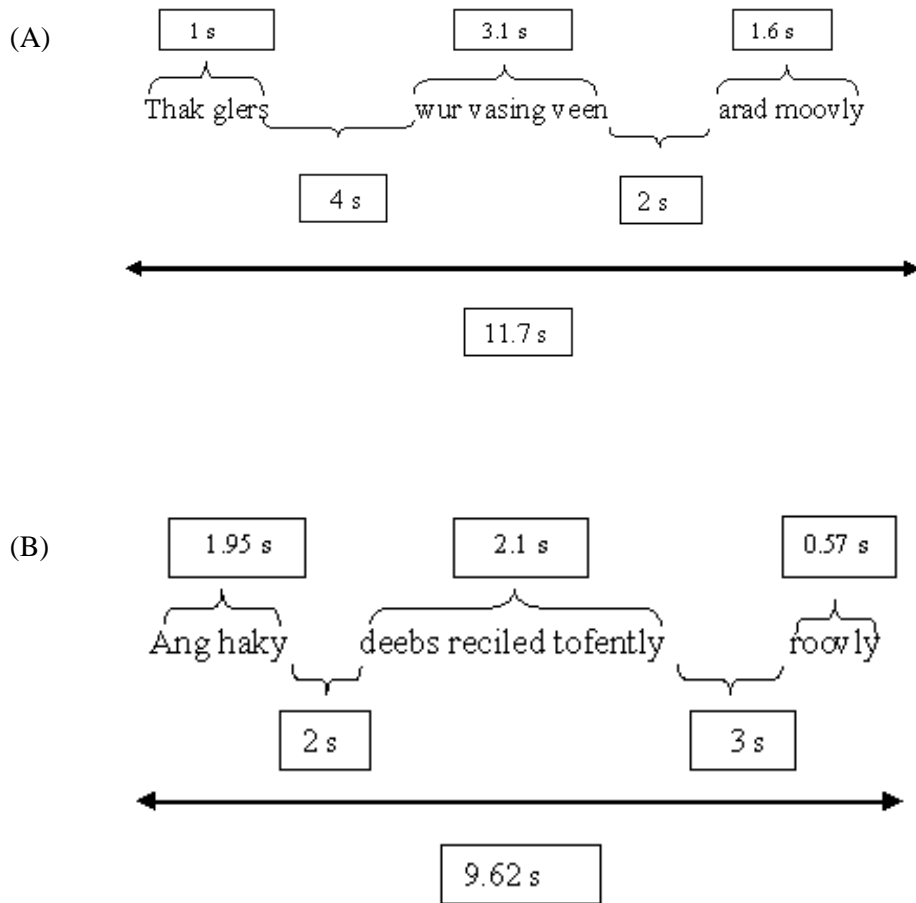 (A) 1 s 3.1 s 1.6 s
Thak glers wur vasing veen arad moovly
4 s 2 s
11.7 s
(B) 1.95 s 2.1 s 0.57 s
Ang haky deebs reciled tofently roovly
2 s 3 s
9.62 s